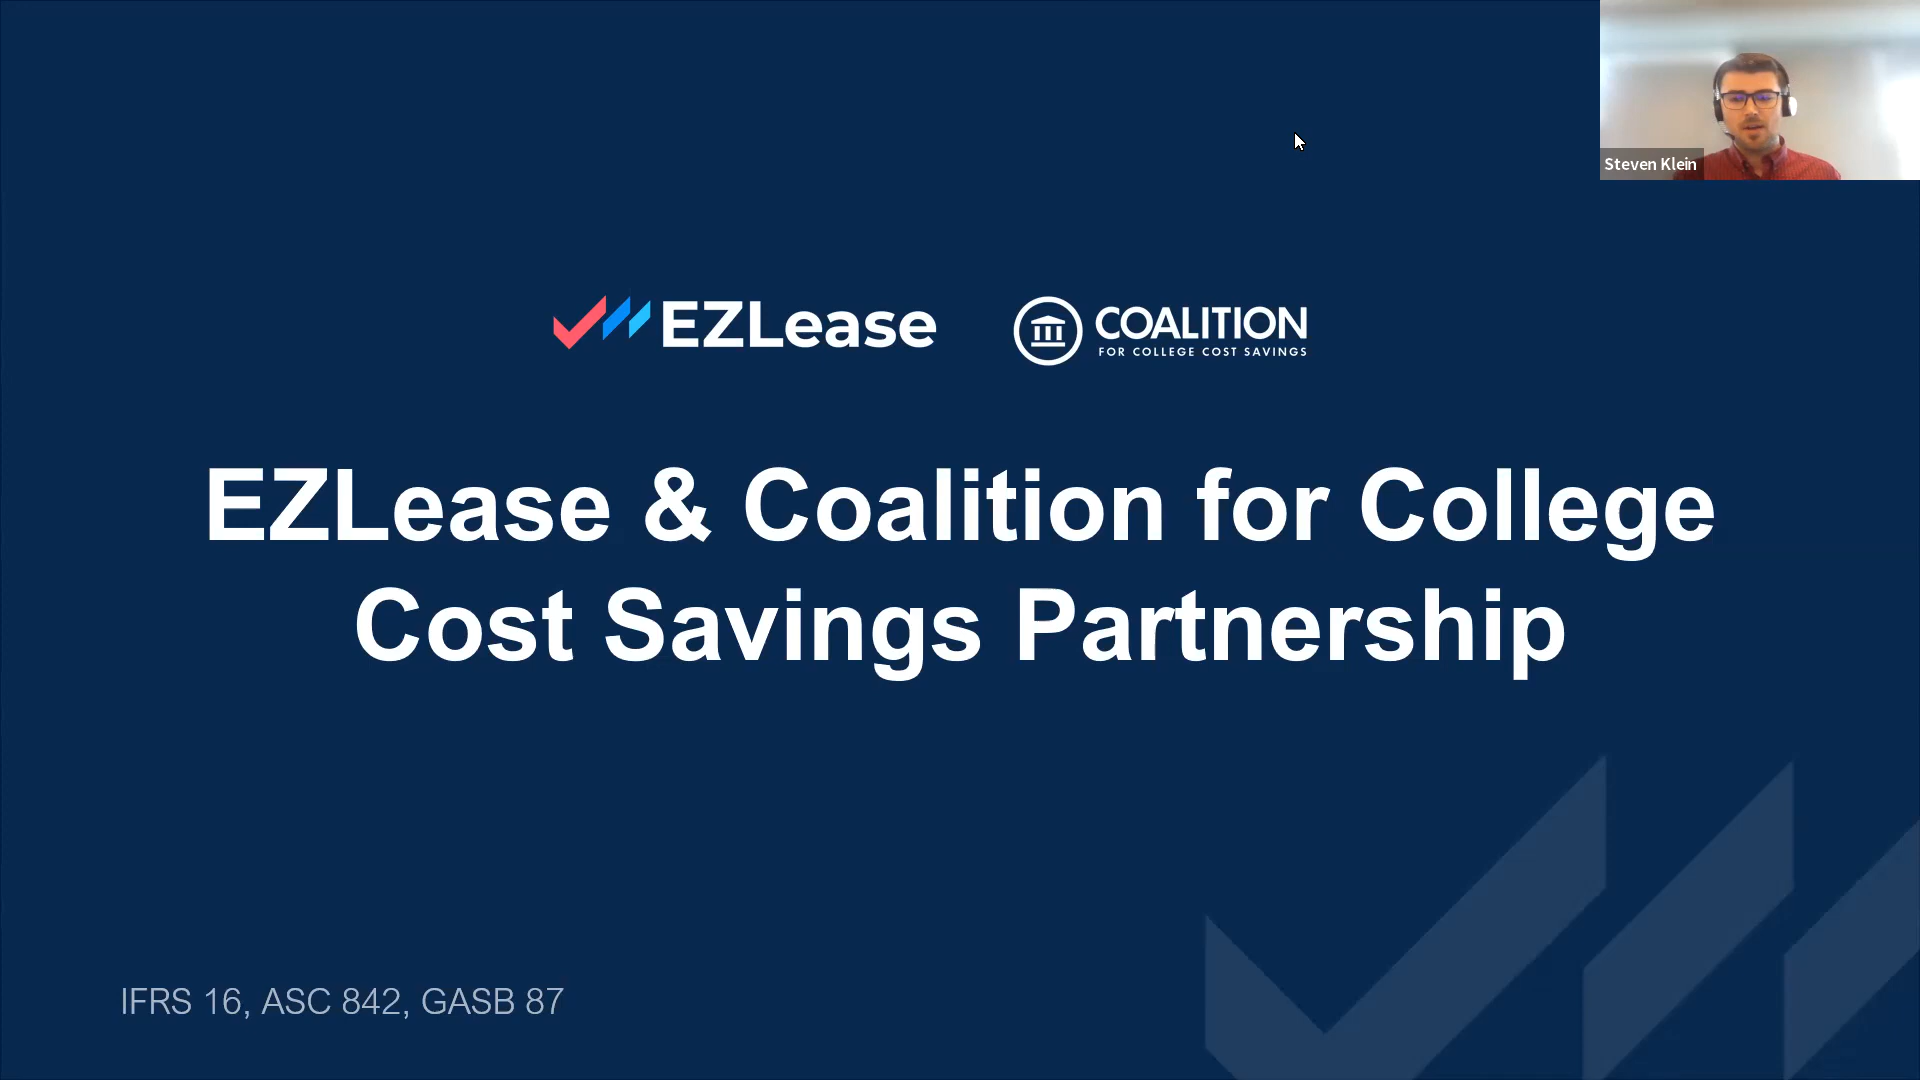 Steven Klein
EZLease
COALITION
FOR COLLEGE COST SAVINGS
EZLease & Coalition for College
Cost Savings Partnership
IFRS 16, ASC 842, GASB 87